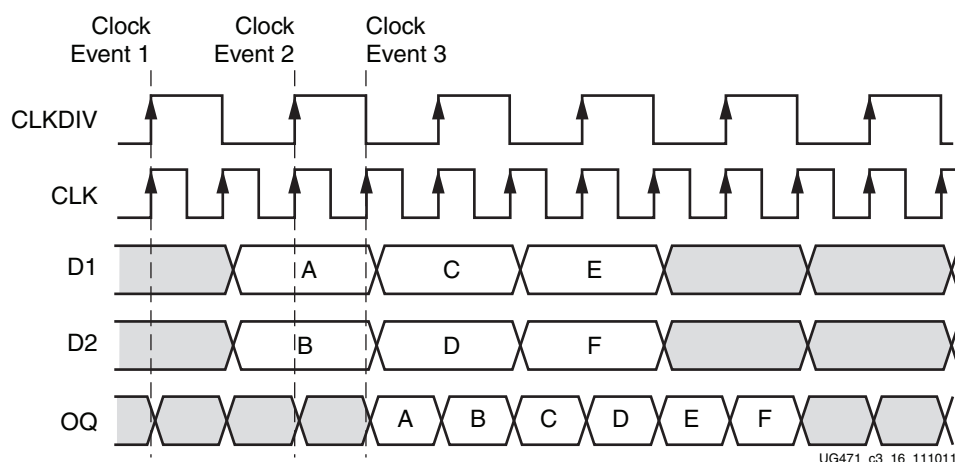 Clock
Event 1
Clock
Event 2
Clock
Event 3
CLKDIV
CLK
D1
A
C
E
D2
B
D
F
OQ
A
B
C
D
E
F
UG471_c3_16_111011